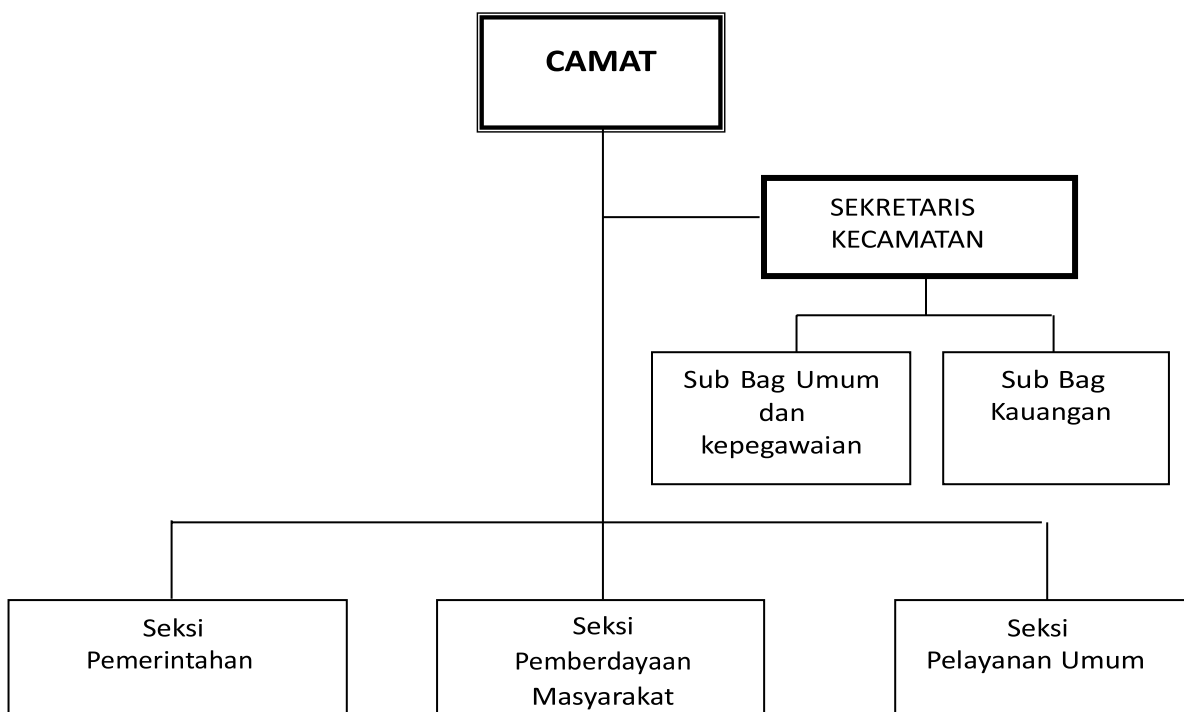 CAMAT
SEKRETARIS
KECAMATAN
Sub Bag Umum
dan
kepegawaian
Sub Bag
Kauangan
Seksi
Pemerintahan
Seksi
Pemberdayaan
Masyarakat
Seksi
Pelayanan Umum